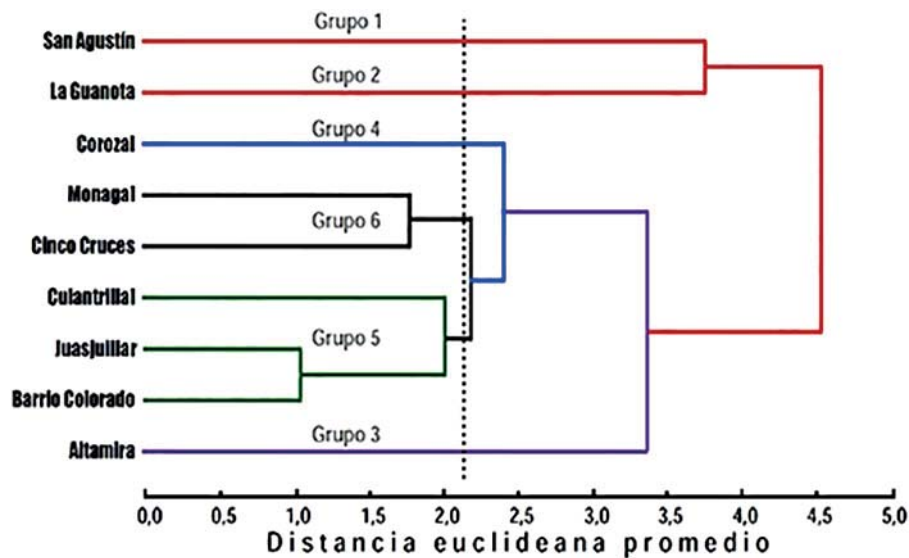 Grupo 1
San Agustín
Grupo 2
La Guanota
Grupo 4
Corozal
Monagal
Grupo 6
Cinco Cruces
Culantrillal
Grupo 5
Juasjuillar
Barrio Colorado
Grupo 3
Altamira
0,0 1,0 1,5 2,0 2,5 3,0 3,5 4,0 4,5 5,0
Distancia euclideana promedio